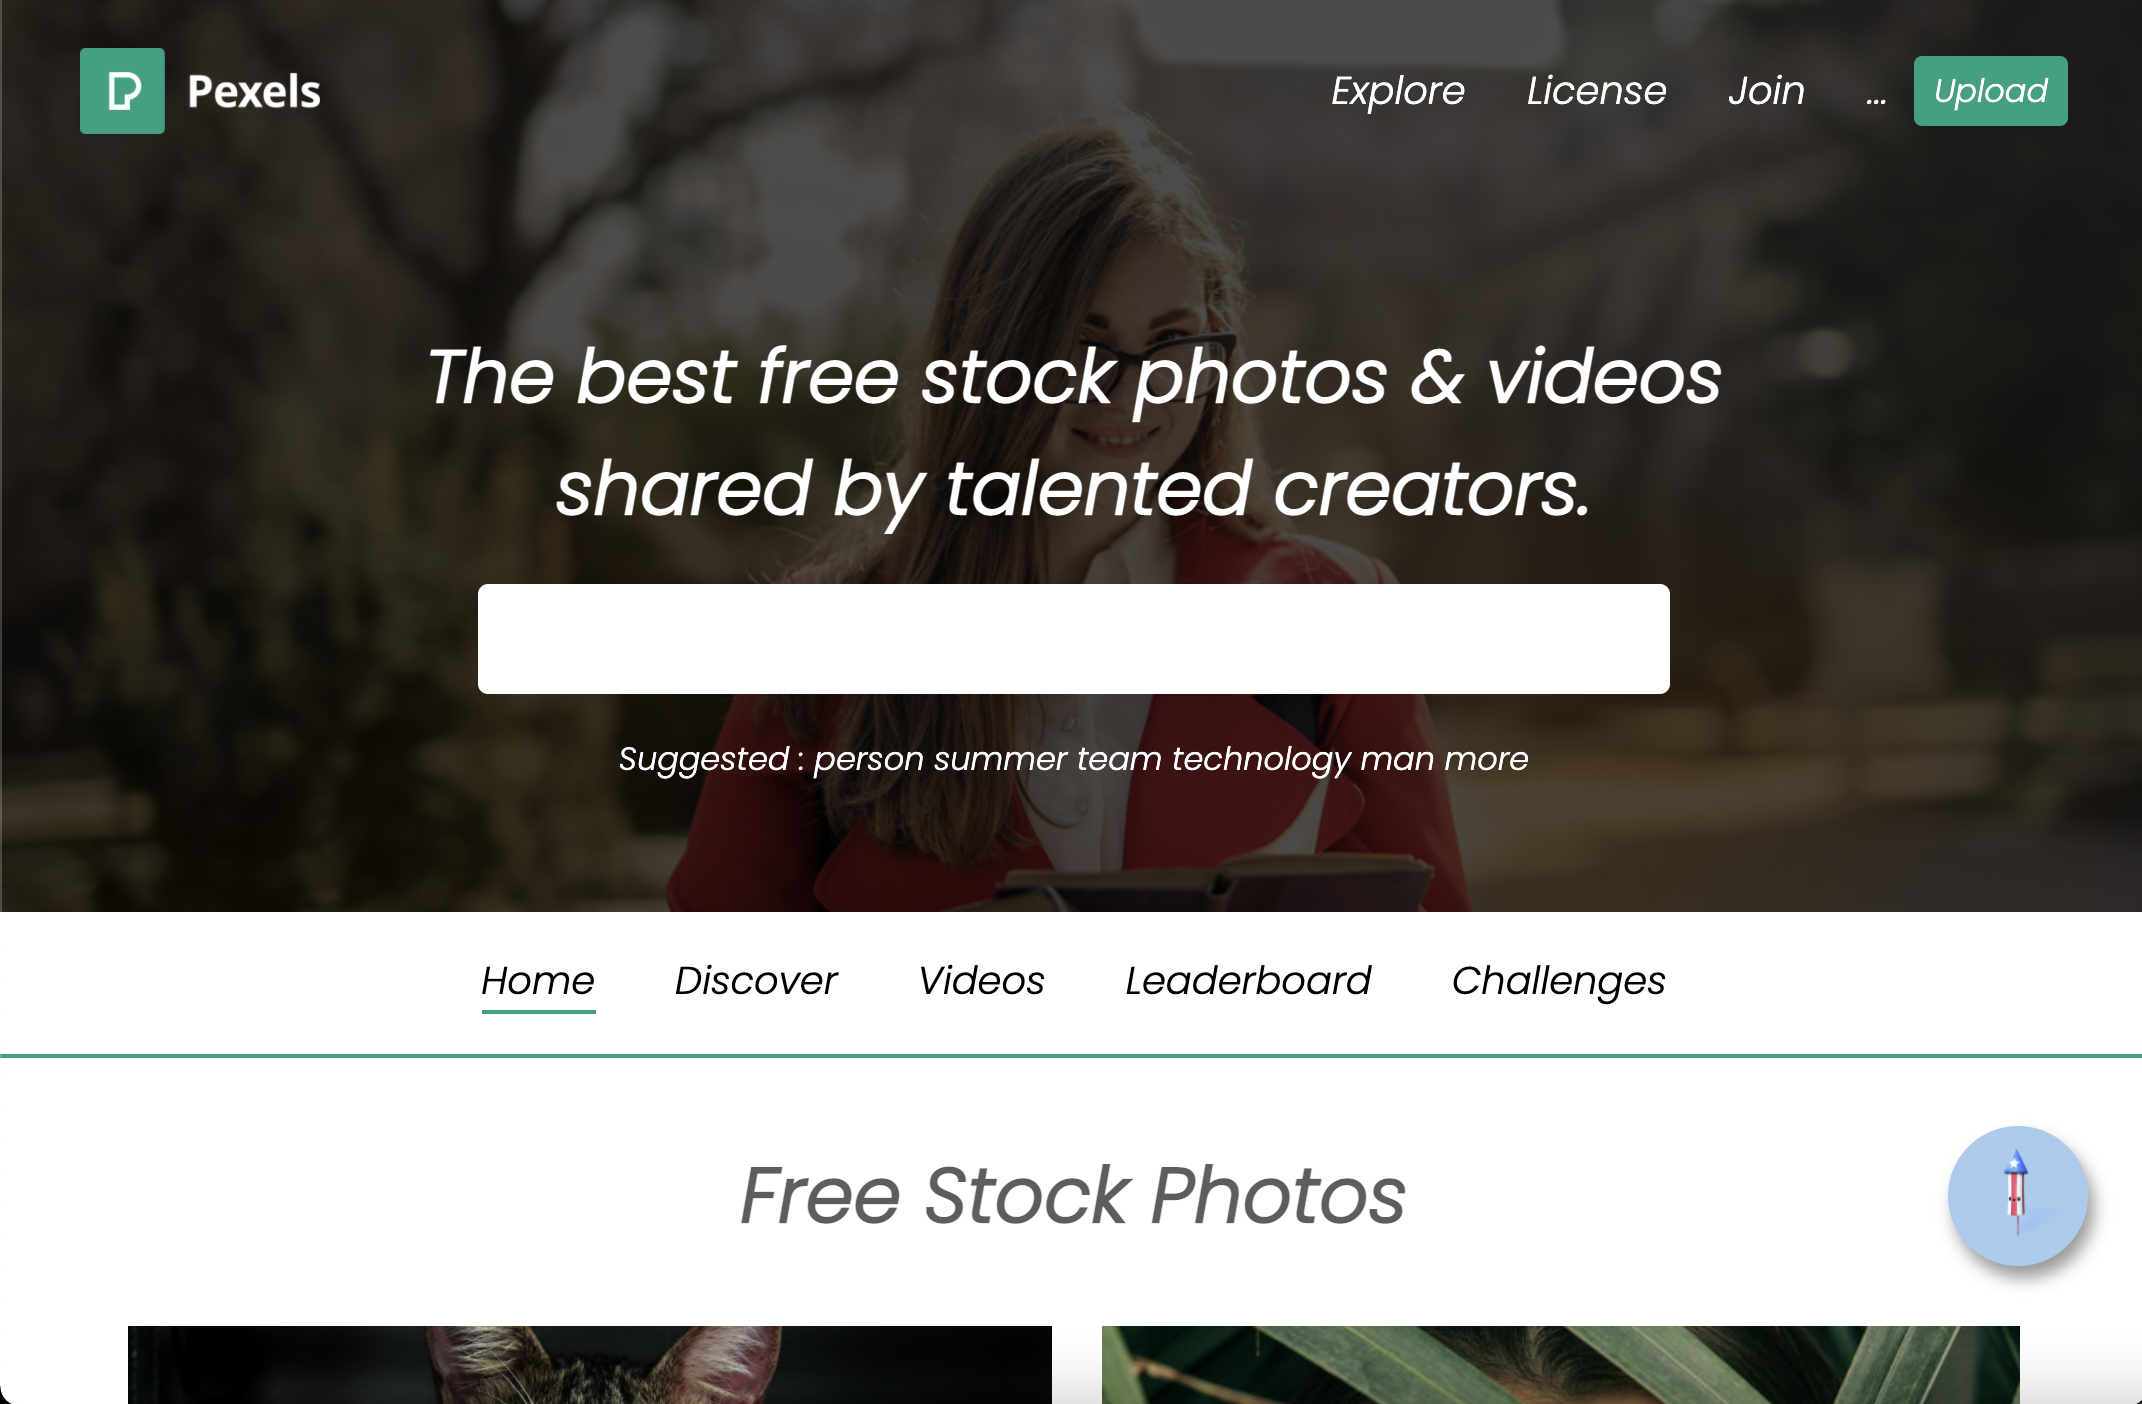 Pexels
Explore License Join ... Upload
The best free stock photos & videos
shared by talented creators.
Suggested : person summer team technology man more
Home Discover Videos Leaderboard Challenges
Free Stock Photos